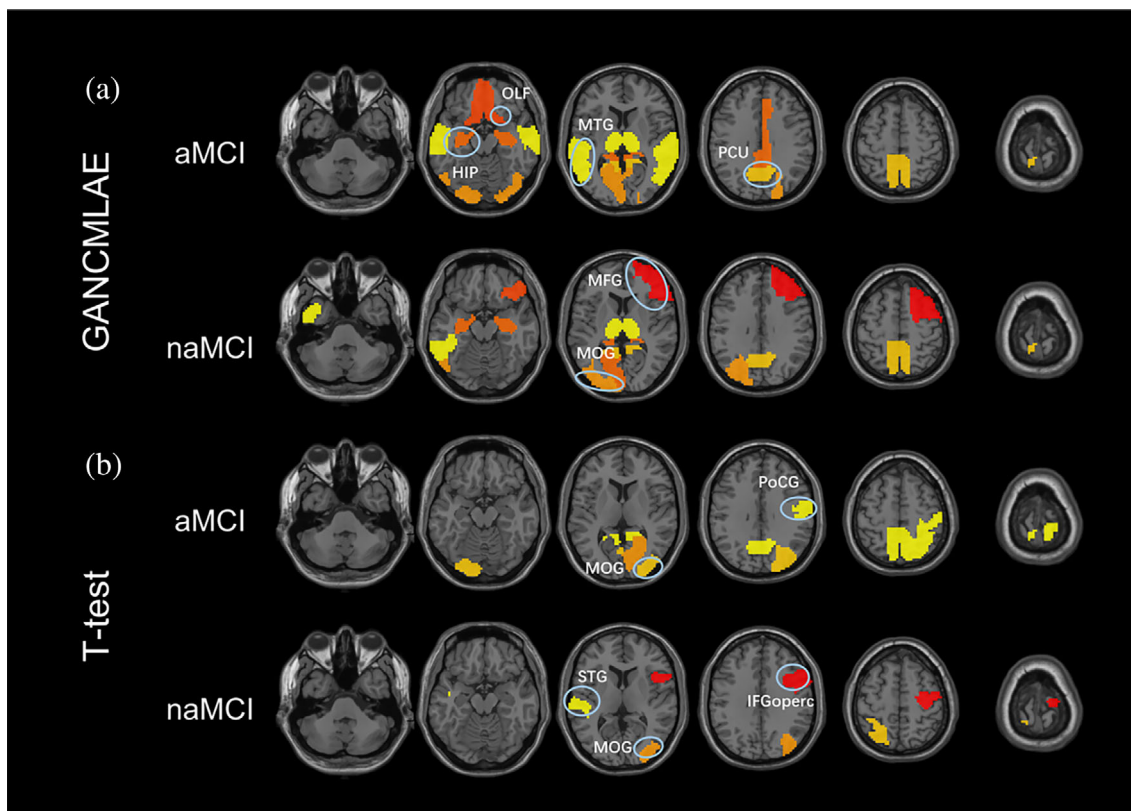 (a)
GANCMLAE
aMCI
OLF
HIP
MTG
PCU
naMCI
MFG
MOG
(b)
T-test
aMCI
MOG
PoCG
naMCI
STG
MOG
IFGoperc